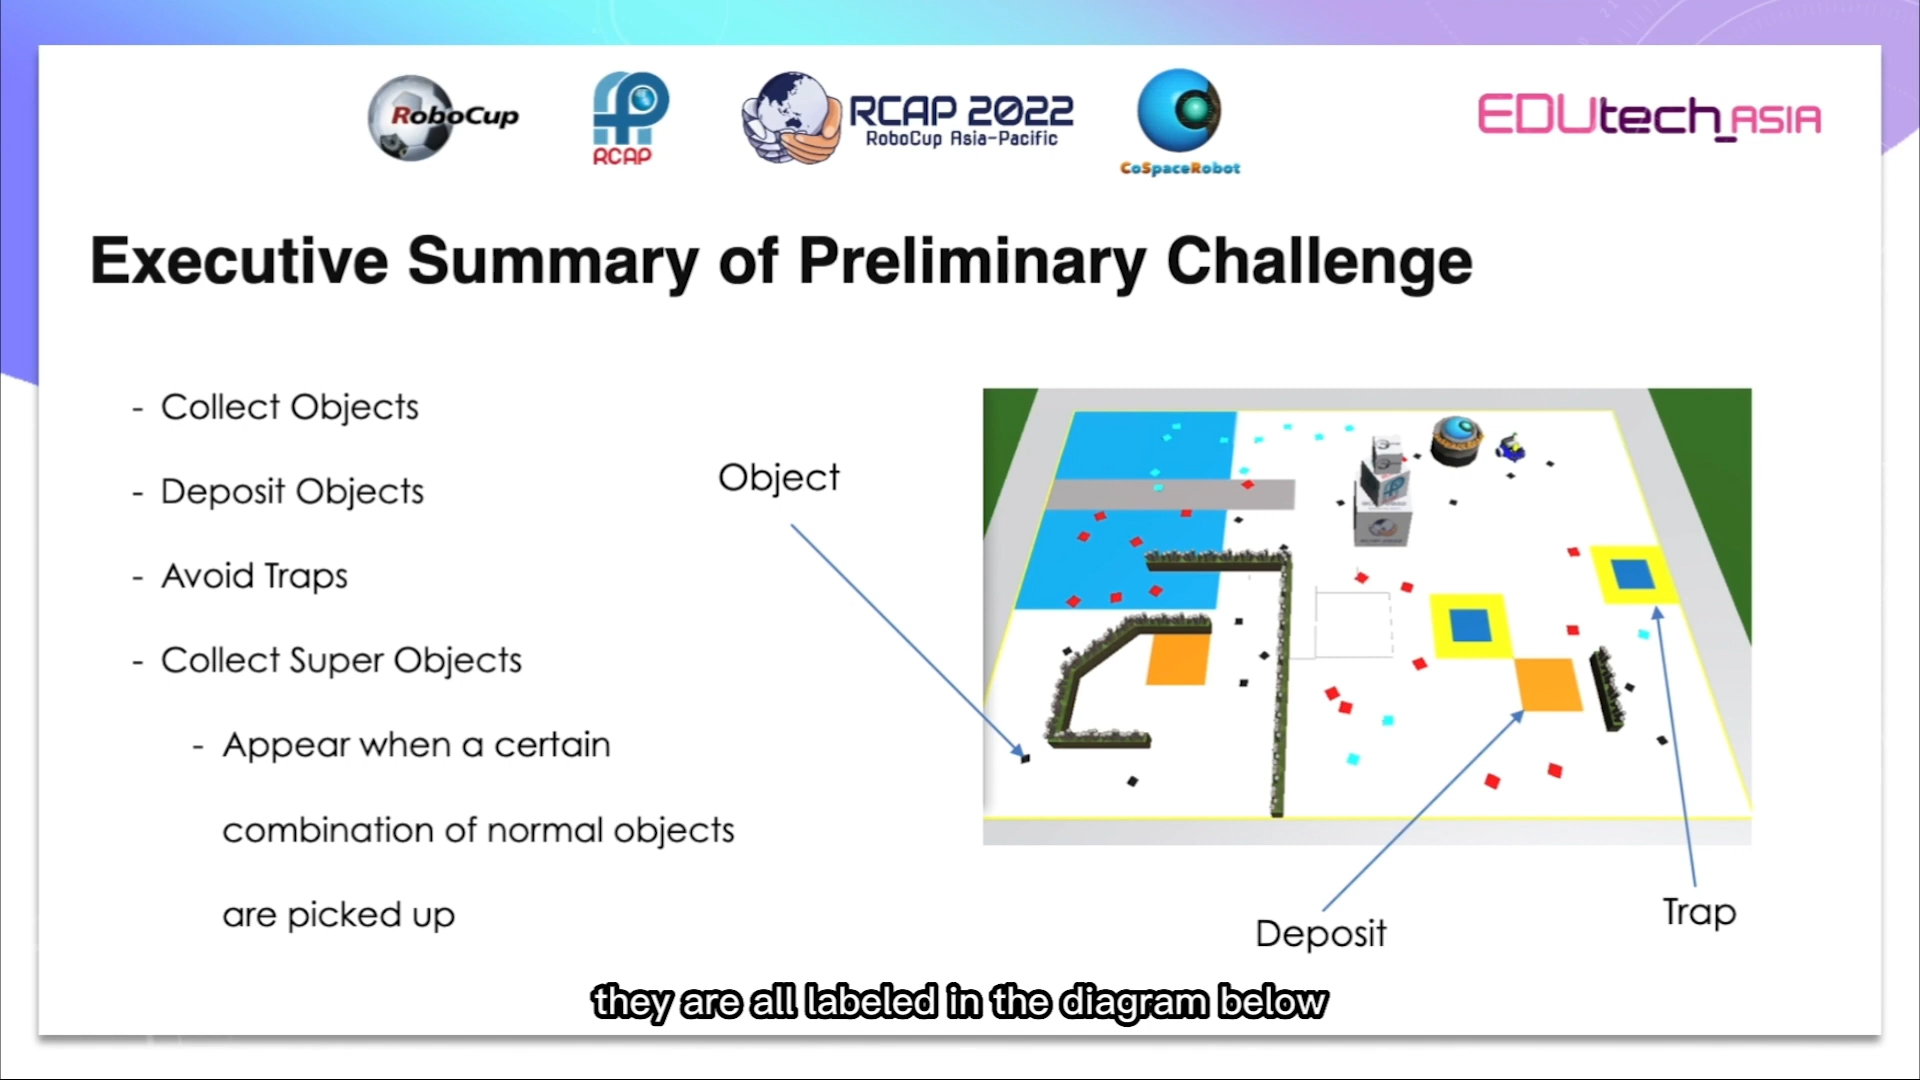 RoboCup
RCAP
RCAP 2022
RoboCup Asia-Pacific
CoSpaceRobot
EDUtech_ASIA
Executive Summary of Preliminary Challenge
- Collect Objects
- Deposit Objects
- Avoid Traps
- Collect Super Objects
- Appear when a certain
combination of normal objects
are picked up
Object
Deposit
Trap
they are all labeled in the diagram below